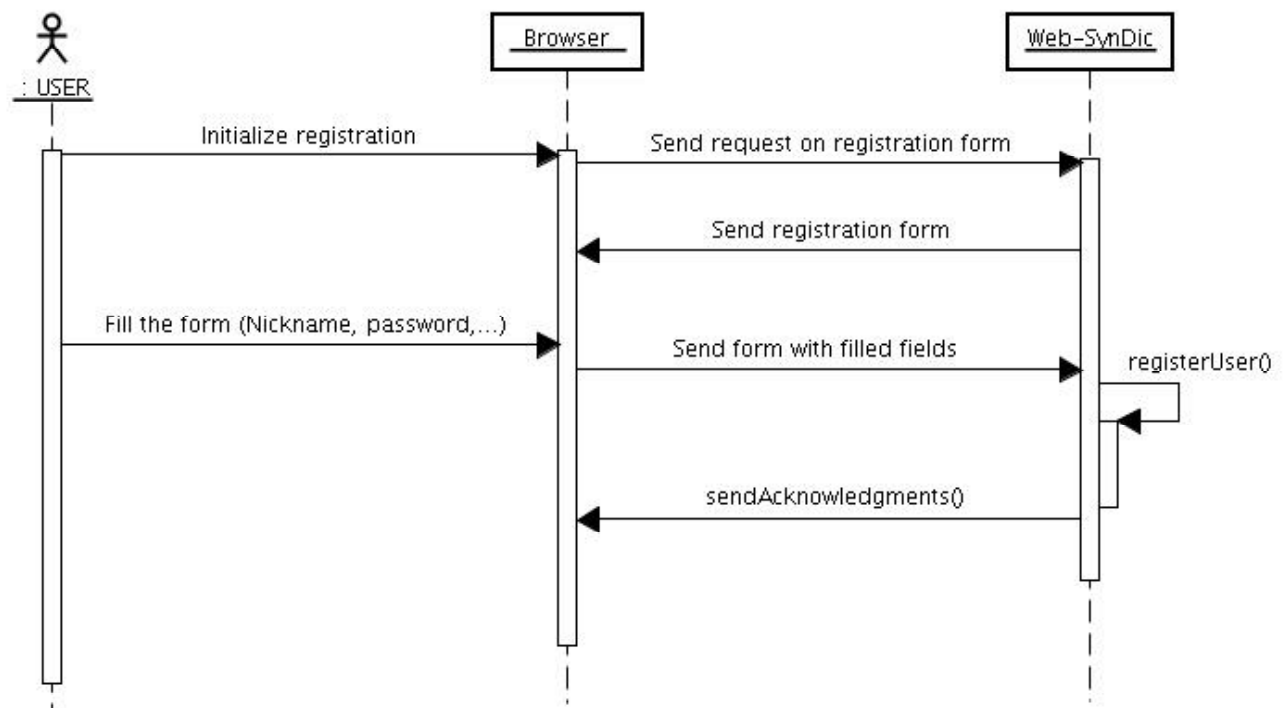 : USER
Browser
Web-SynDic
Initialize registration
Send request on registration form
Send registration form
Fill the form (Nickname, password,...)
Send form with filled fields
registerUser()
sendAcknowledgments()